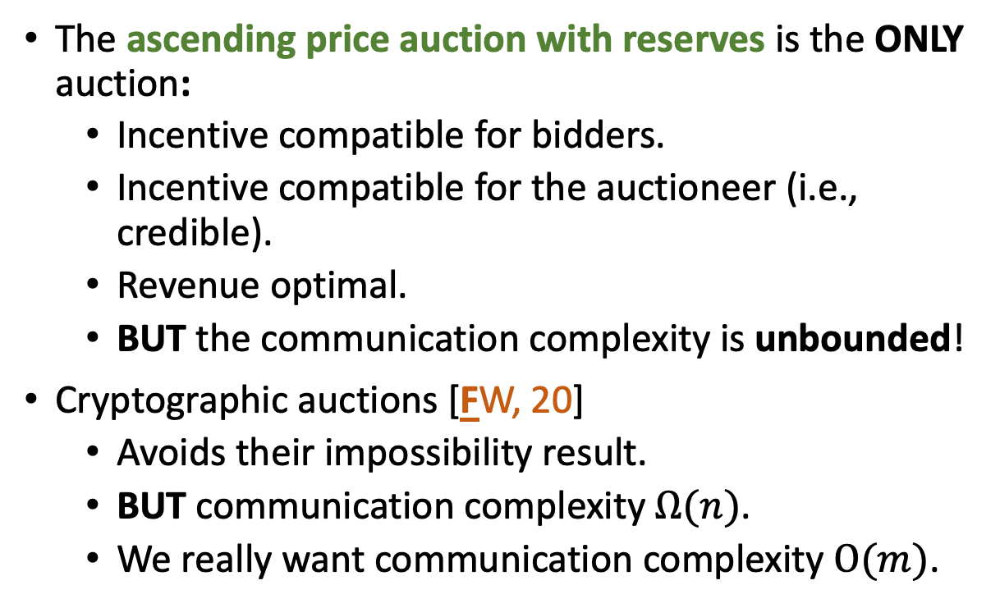 • The ascending price auction with reserves is the ONLY
auction:
• Incentive compatible for bidders.
• Incentive compatible for the auctioneer (i.e.,
credible).
• Revenue optimal.
• BUT the communication complexity is unbounded!
• Cryptographic auctions [FW, 20]
• Avoids their impossibility result.
• BUT communication complexity Ω(n).
• We really want communication complexity O(m).